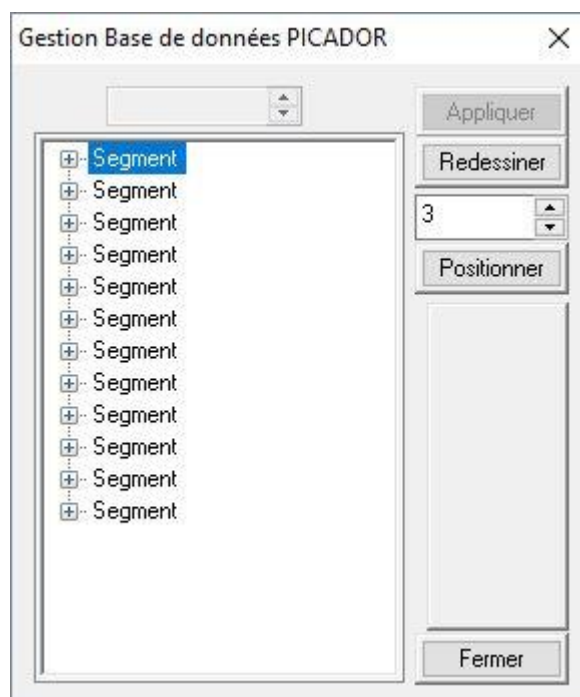 Gestion Base de données PICADOR
Appliquer
Segment
Redessiner
Segment
Segment
3
Segment
Positionner
Segment
Segment
Segment
Segment
Segment
Segment
Segment
Segment
Fermer